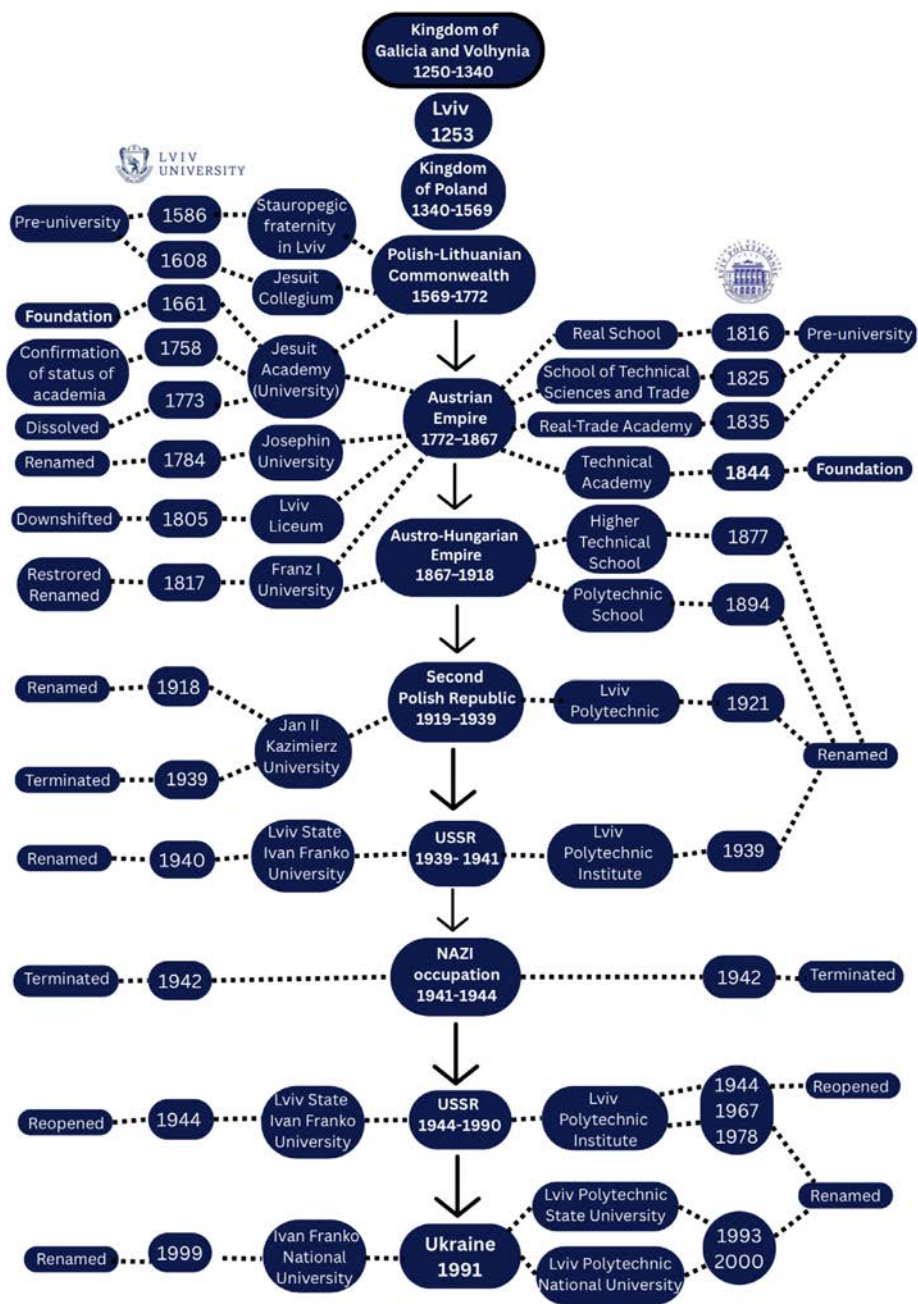 Kingdom of
Galicia and Volhynia
1250-1340
Lviv
1253
Kingdom
of Poland
1340-1569
LVIV
UNIVERSITY
Pre-university
1586
Stauropegic
fraternity
in Lviv
1608
Jesuit
Collegium
Polish-Lithuanian
Commonwealth
1569-1772
LVIV POLYTECHNIC
Foundation
1661
Confirmation
of status of
academia
1758
Jesuit
Academy
(University)
Dissolved
1773
Real School
1816
Pre-university
School of Technical
Sciences and Trade
1825
Austrian
Empire
1772–1867
Real-Trade Academy
1835
Renamed
1784
Josephin
University
Technical
Academy
1844
Foundation
Downshifted
1805
Lviv
Liceum
Austro-Hungarian
Empire
1867–1918
Higher
Technical
School
1877
Restrored
Renamed
1817
Franz I
University
Polytechnic
School
1894
Renamed
1918
Second
Polish Republic
1919–1939
Lviv
Polytechnic
1921
Jan II
Kazimierz
University
Renamed
Terminated
1939
Renamed
1940
Lviv State
Ivan Franko
University
USSR
1939- 1941
Lviv
Polytechnic
Institute
1939
Terminated
1942
NAZI
occupation
1941-1944
1942
Terminated
Reopened
1944
Lviv State
Ivan Franko
University
USSR
1944-1990
Lviv
Polytechnic
Institute
1944
1967
1978
Reopened
Renamed
Renamed
1999
Ivan Franko
National
University
Ukraine
1991
Lviv Polytechnic
State University
Lviv Polytechnic
National University
1993
2000